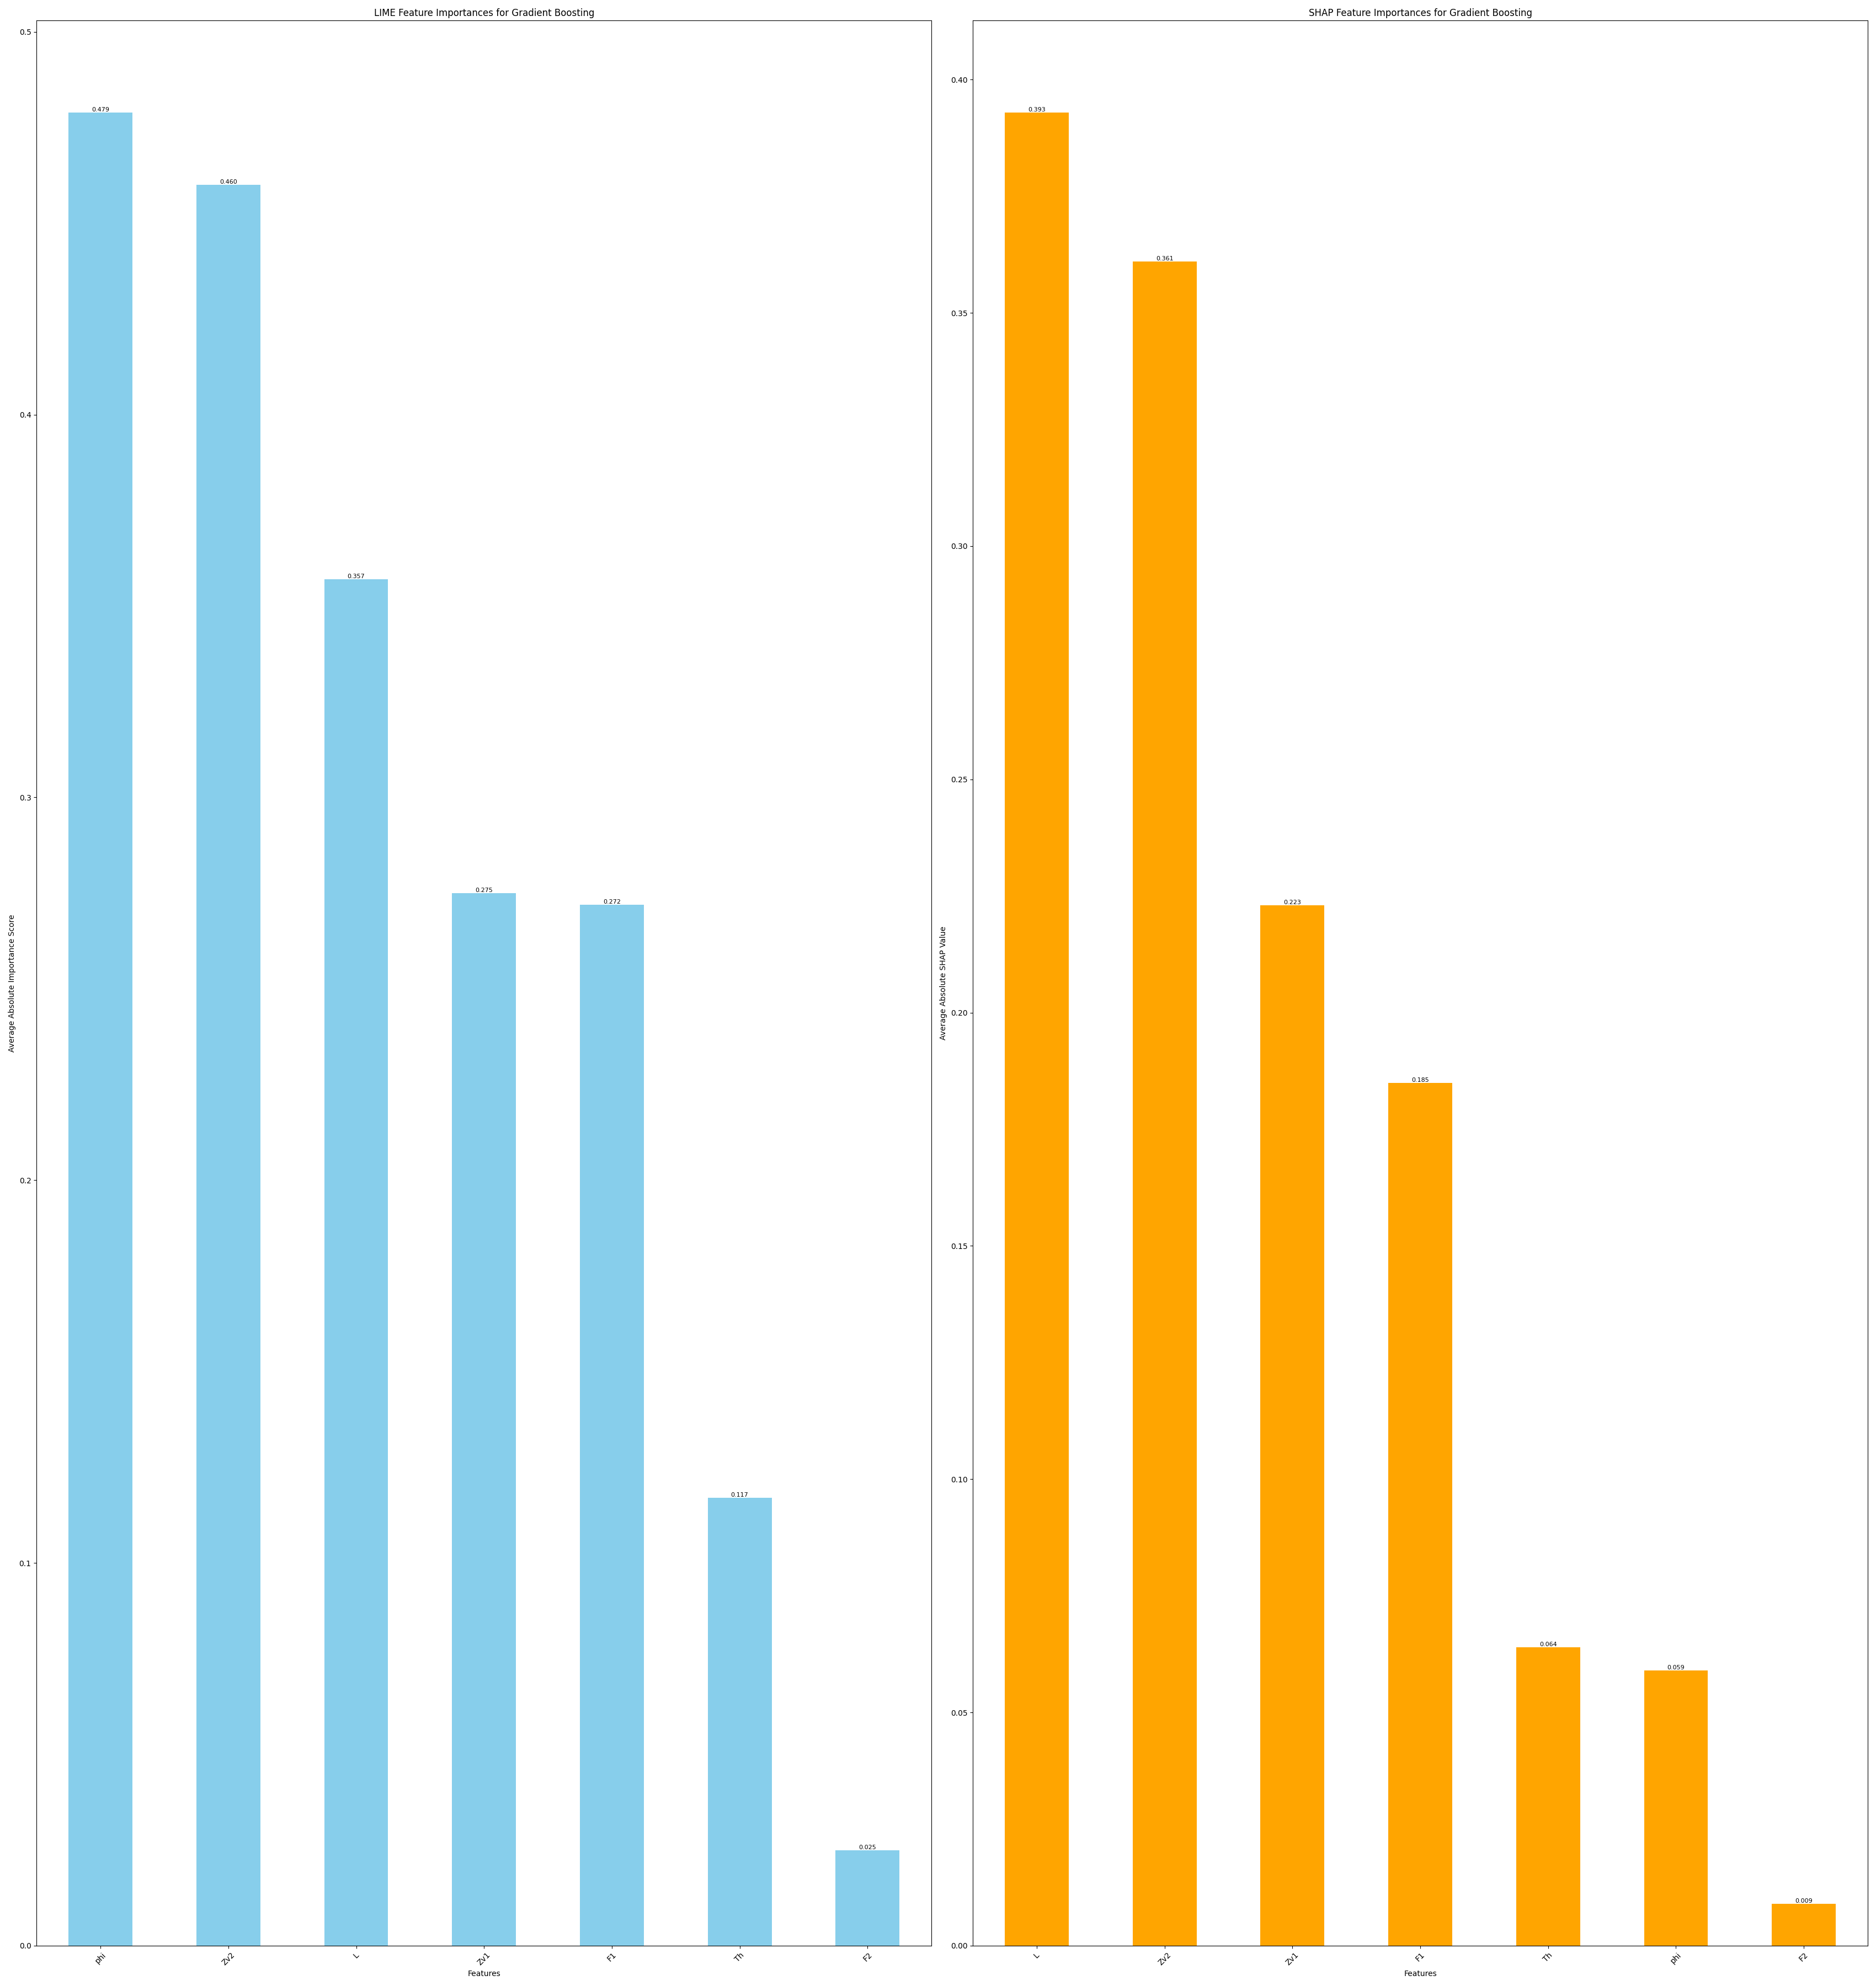 LIME Feature Importances for Gradient Boosting
0.5
0.4
0.3
0.2
0.1
0.0
Average Absolute Importance Score
0.479
0.460
0.357
0.275
0.272
0.117
0.025
phi
Zv2
L
Zv1
F1
Th
F2
Features
SHAP Feature Importances for Gradient Boosting
0.40
0.35
0.30
0.25
0.20
0.15
0.10
0.05
0.00
Average Absolute SHAP Value
0.393
0.361
0.223
0.185
0.064
0.059
0.009
L
Zv2
Zv1
F1
Th
phi
F2
Features